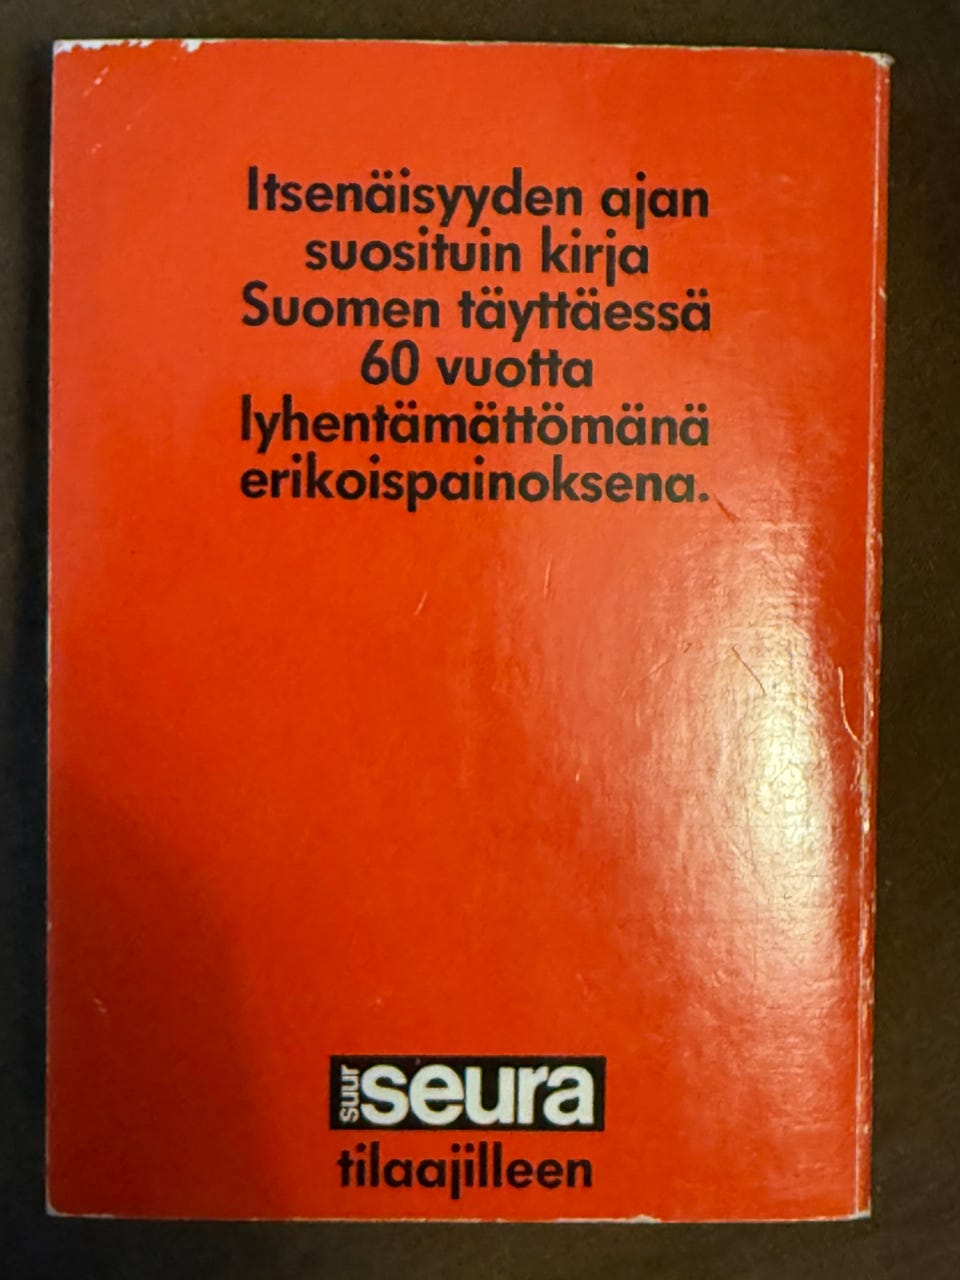 Itsenäisyyden ajan
suosituin kirja
Suomen täyttäessä
60 vuotta
lyhentämättömänä
erikoispainoksena.
suur seura
tilaajilleen